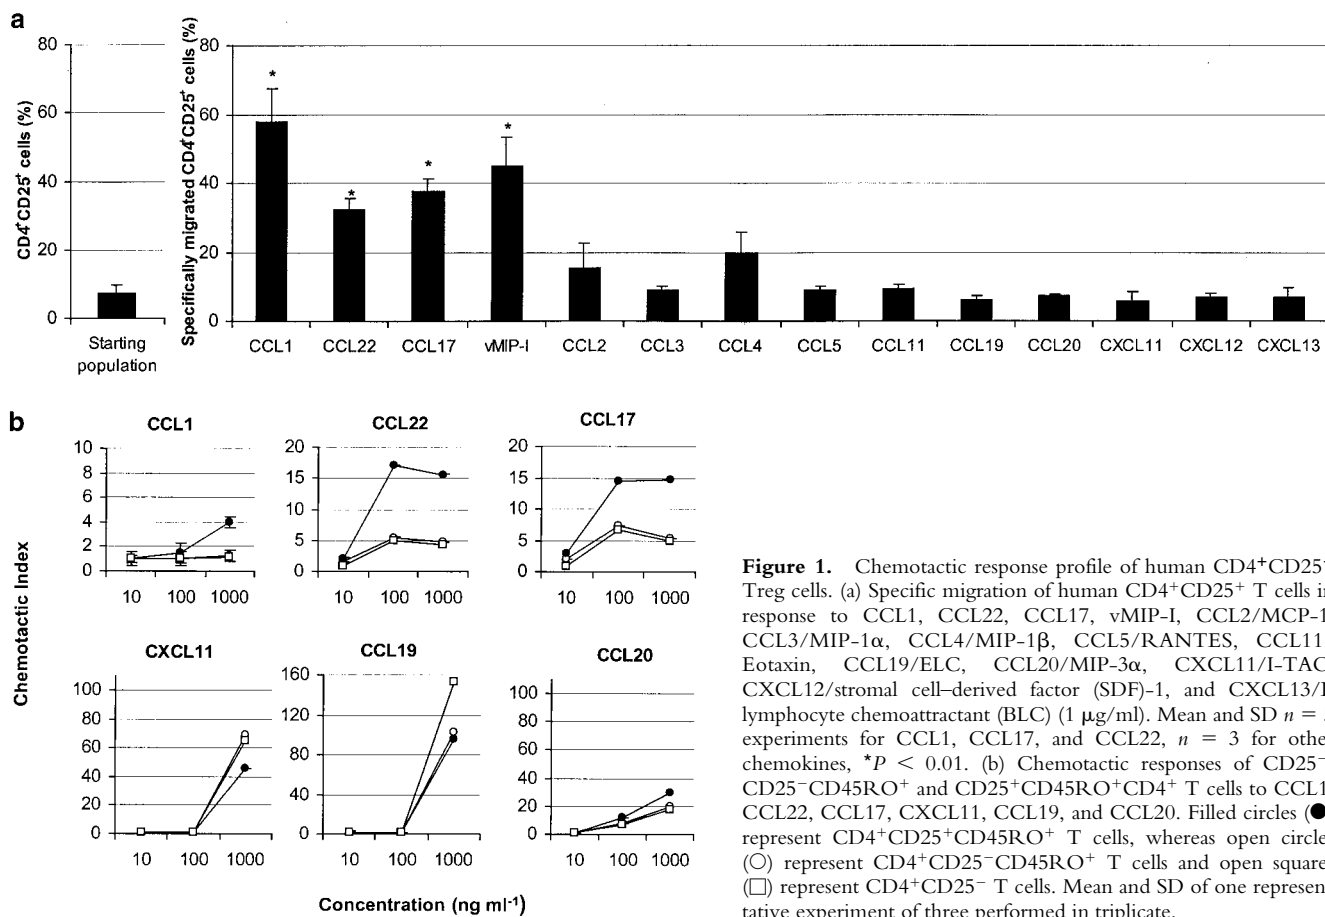 a
CD4⁺CD25⁺ cells (%)
80
60
40
20
0
Starting
population
Specifically migrated CD4⁺CD25⁺ cells (%)
80
60
40
20
0
* * * *
CCL1 CCL22 CCL17 vMIP-I CCL2 CCL3 CCL4 CCL5 CCL11 CCL19 CCL20 CXCL11 CXCL12 CXCL13
b
Chemotactic Index
CCL1
10
8
6
4
2
0
10 100 1000
CCL22
20
15
10
5
0
10 100 1000
CCL17
20
15
10
5
0
10 100 1000
CXCL11
100
80
60
40
20
0
10 100 1000
CCL19
160
120
80
40
0
10 100 1000
CCL20
100
80
60
40
20
0
10 100 1000
Concentration (ng ml⁻¹)
Figure 1. Chemotactic response profile of human CD4⁺CD25⁺
Treg cells. (a) Specific migration of human CD4⁺CD25⁺ T cells in
response to CCL1, CCL22, CCL17, vMIP-I, CCL2/MCP-1
CCL3/MIP-1α, CCL4/MIP-1β, CCL5/RANTES, CCL11
Eotaxin, CCL19/ELC, CCL20/MIP-3α, CXCL11/I-TAC
CXCL12/stromal cell–derived factor (SDF)-1, and CXCL13/
lymphocyte chemoattractant (BLC) (1 μg/ml). Mean and SD n =
experiments for CCL1, CCL17, and CCL22, n = 3 for othe
chemokines, *P < 0.01. (b) Chemotactic responses of CD25⁻
CD25⁻CD45RO⁺ and CD25⁺CD45RO⁺CD4⁺ T cells to CCL1
CCL22, CCL17, CXCL11, CCL19, and CCL20. Filled circles (●
represent CD4⁺CD25⁺CD45RO⁺ T cells, whereas open circle
(○) represent CD4⁺CD25⁻CD45RO⁺ T cells and open square
(□) represent CD4⁺CD25⁻ T cells. Mean and SD of one represen
tative experiment of three performed in triplicate.